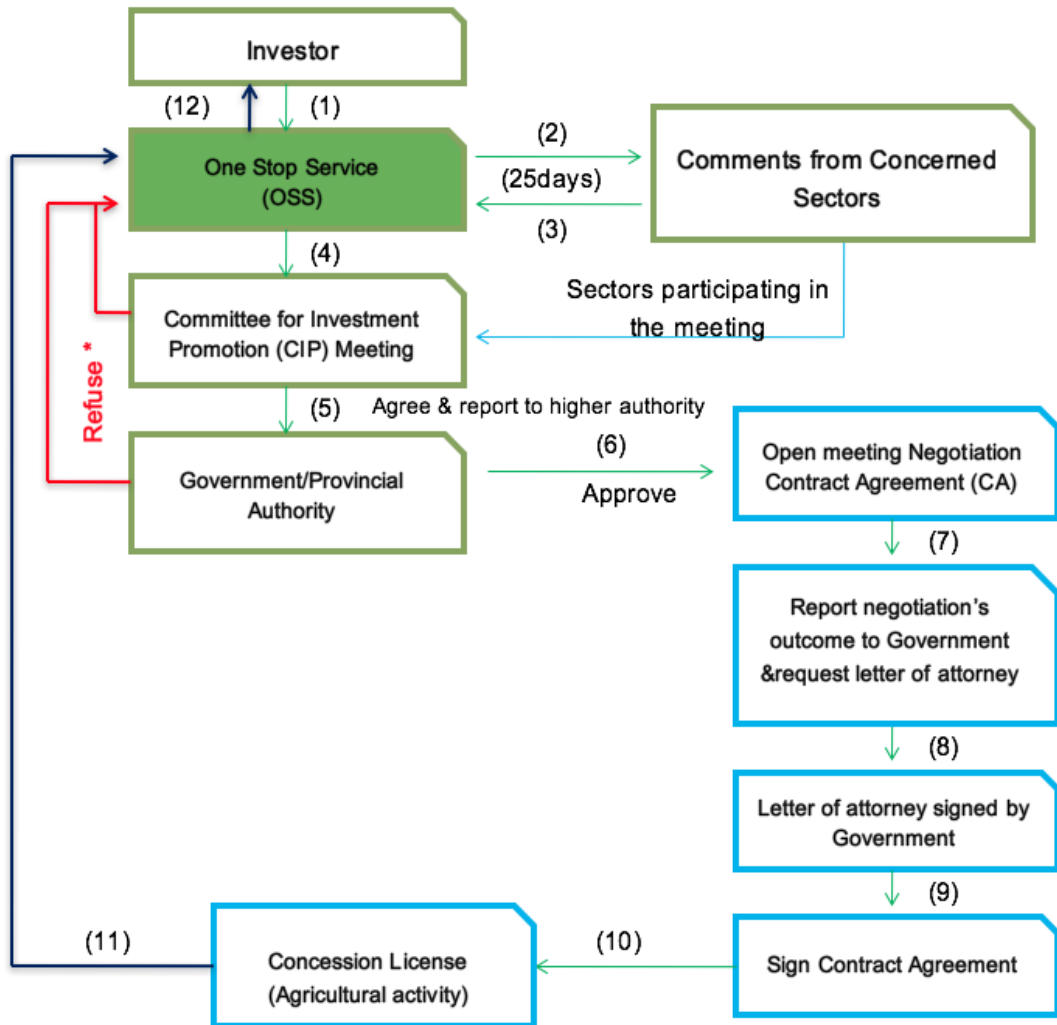 Investor
(12)
(1)
One Stop Service
(OSS)
(2)
(25days)
(3)
Comments from Concerned
Sectors
(4)
Sectors participating in
the meeting
Committee for Investment
Promotion (CIP) Meeting
Refuse *
(5)
Agree & report to higher authority
Government/Provincial
Authority
(6)
Approve
Open meeting Negotiation
Contract Agreement (CA)
(7)
Report negotiation’s
outcome to Government
&request letter of attorney
(8)
Letter of attorney signed by
Government
(9)
Sign Contract Agreement
(10)
Concession License
(Agricultural activity)
(11)